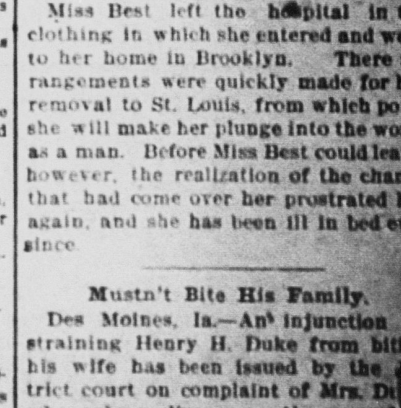 Miss Best left the hospital in
clothing in which she entered and
to her home in Brooklyn. There
rangements were quickly made for
removal to St. Louis, from which
she will make her plunge into the
as a man. Before Miss Best could
however, the realization of the
that had come over her prostrated
again, and she has been ill in bed
since
Mustn't Bite His Family.
Des Moines, Ia.—An injunction
straining Henry H. Duke from
his wife has been issued by the
trict court on complaint of Mrs.